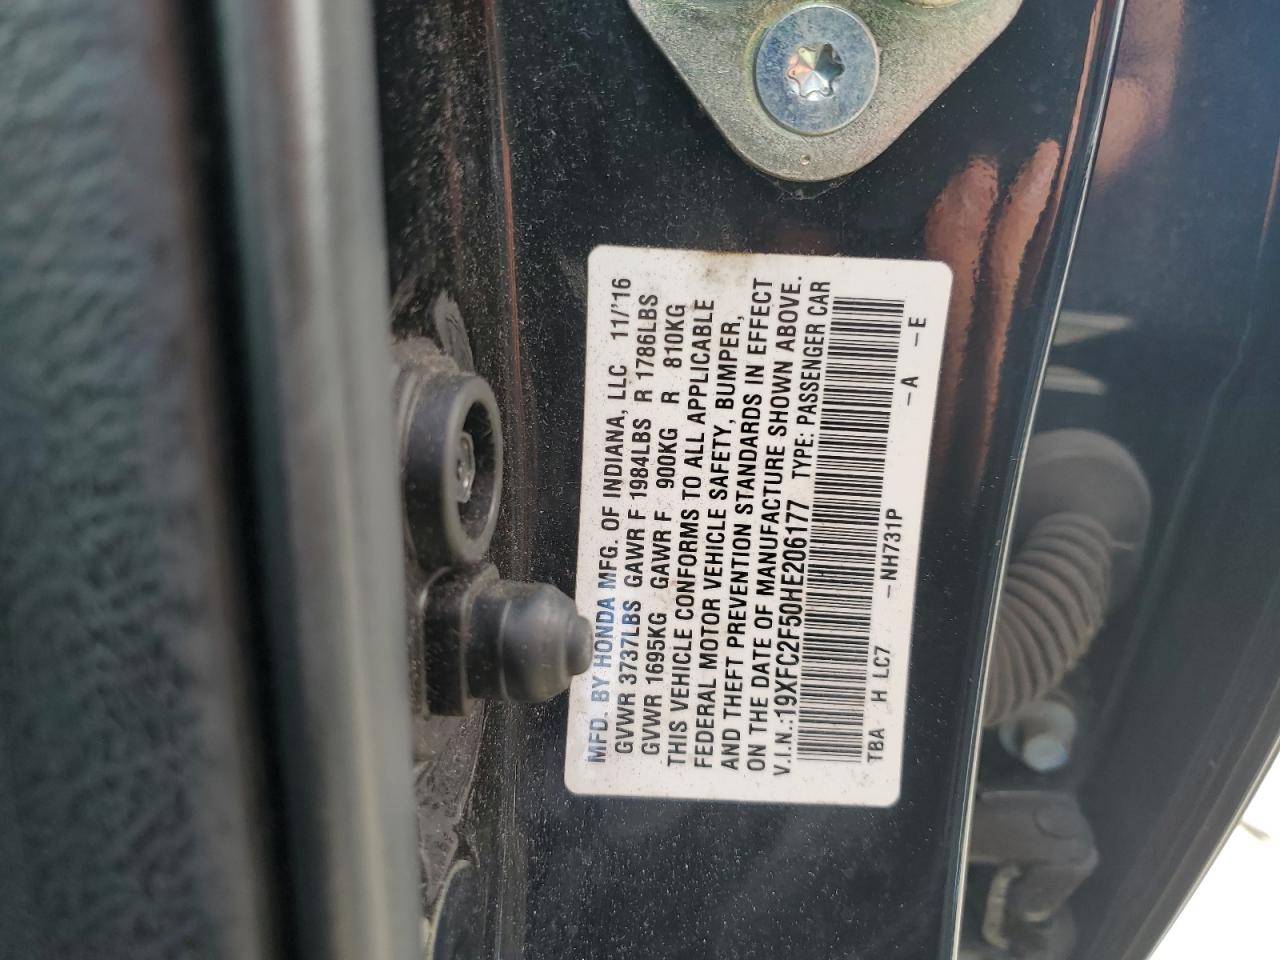 MFD. BY HONDA MFG. OF INDIANA, LLC 11/'16
GVWR 3737LBS GAWR F 1984LBS R 1786LBS
GVWR 1695KG GAWR F 900KG R 810KG
THIS VEHICLE CONFORMS TO ALL APPLICABLE
FEDERAL MOTOR VEHICLE SAFETY, BUMPER,
AND THEFT PREVENTION STANDARDS IN EFFECT
ON THE DATE OF MANUFACTURE SHOWN ABOVE.
V.I.N.:19XFC2F50HE206177 TYPE: PASSENGER CAR
TBA H LC7 -NH731P -A -E